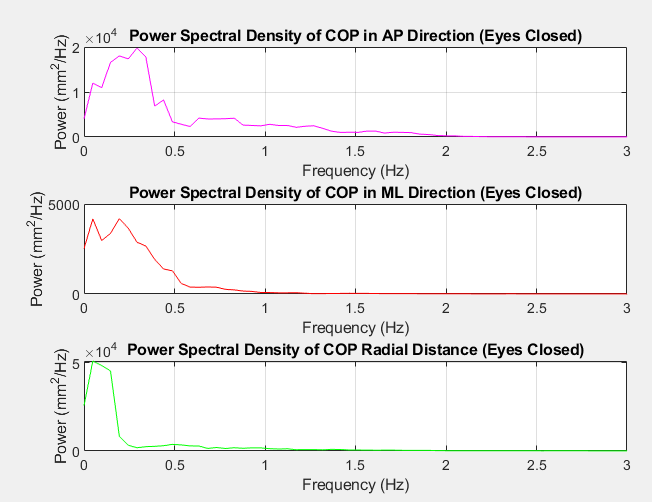 Power Spectral Density of COP in AP Direction (Eyes Closed)
×10⁴
2
1
0
Power (mm²/Hz)
0 0.5 1 1.5 2 2.5 3
Frequency (Hz)
Power Spectral Density of COP in ML Direction (Eyes Closed)
5000
0
Power (mm²/Hz)
0 0.5 1 1.5 2 2.5 3
Frequency (Hz)
Power Spectral Density of COP Radial Distance (Eyes Closed)
×10⁴
5
0
Power (mm²/Hz)
0 0.5 1 1.5 2 2.5 3
Frequency (Hz)